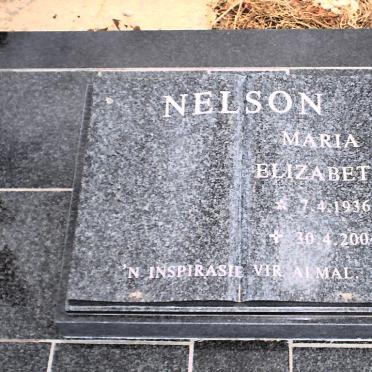 NELSON
MARIA
ELIZABET
7.4.1936
30.4.200
'N INSPIRASIE VIR ALMAL.